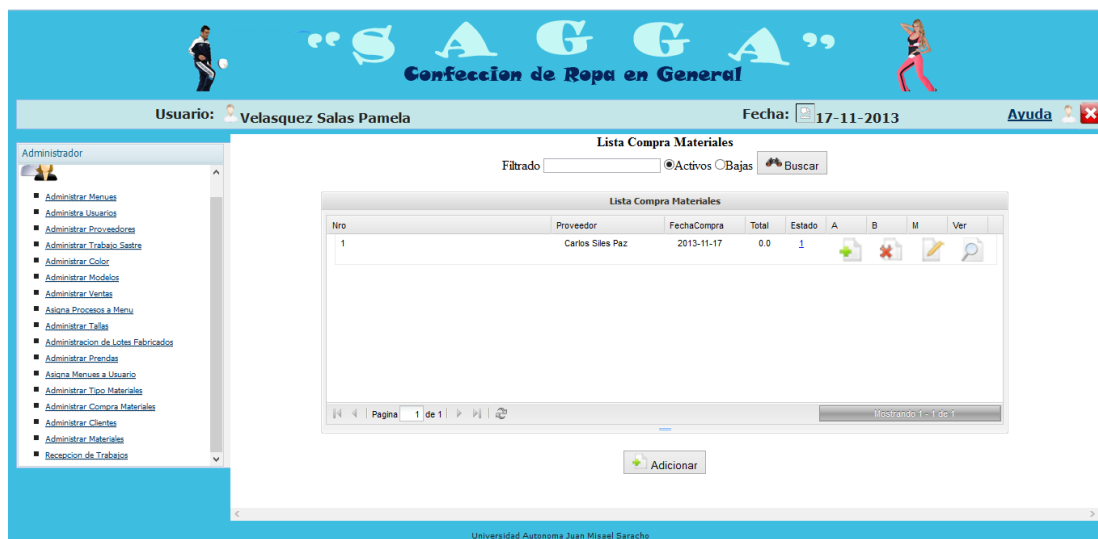 “S A G G A”
Confeccion de Ropa en General
Usuario: Velasquez Salas Pamela Fecha: 17-11-2013 Ayuda
Administrador
Administrar Menues
Administra Usuarios
Administrar Proveedores
Administrar Trabajo Sastre
Administrar Color
Administrar Modelos
Administrar Ventas
Asigna Procesos a Menu
Administrar Tallas
Administracion de Lotes Fabricados
Administrar Prendas
Asigna Menues a Usuario
Administrar Tipo Materiales
Administrar Compra Materiales
Administrar Clientes
Administrar Materiales
Recepcion de Trabajos
Lista Compra Materiales
Filtrado Activos Bajas Buscar
Lista Compra Materiales
Nro Proveedor FechaCompra Total Estado A B M Ver
1 Carlos Siles Paz 2013-11-17 0.0 1
Pagina 1 de 1 Mostrando 1 - 1 de 1
Adicionar
Universidad Autonoma Juan Misael Saracho